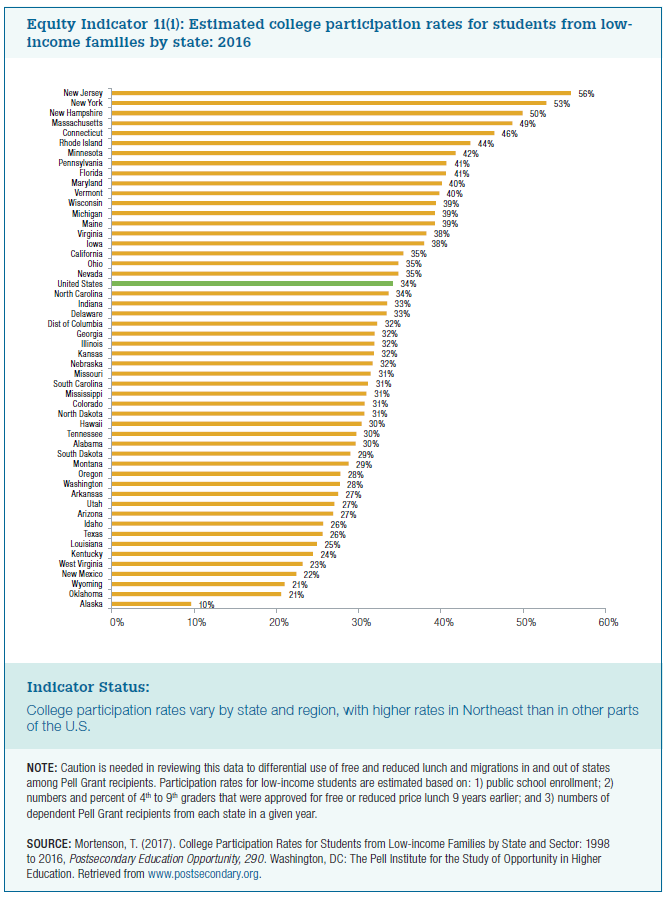 Equity Indicator 1i(i): Estimated college participation rates for students from low-
income families by state: 2016
New Jersey 56%
New York 53%
New Hampshire 50%
Massachusetts 49%
Connecticut 46%
Rhode Island 44%
Minnesota 42%
Pennsylvania 41%
Florida 41%
Maryland 40%
Vermont 40%
Wisconsin 39%
Michigan 39%
Maine 39%
Virginia 38%
Iowa 38%
California 35%
Ohio 35%
Nevada 35%
United States 34%
North Carolina 34%
Indiana 33%
Delaware 33%
Dist of Columbia 32%
Georgia 32%
Illinois 32%
Kansas 32%
Nebraska 32%
Missouri 31%
South Carolina 31%
Mississippi 31%
Colorado 31%
North Dakota 31%
Hawaii 30%
Tennessee 30%
Alabama 30%
South Dakota 29%
Montana 29%
Oregon 28%
Washington 28%
Arkansas 27%
Utah 27%
Arizona 27%
Idaho 26%
Texas 26%
Louisiana 25%
Kentucky 24%
West Virginia 23%
New Mexico 22%
Wyoming 21%
Oklahoma 21%
Alaska 10%
0% 10% 20% 30% 40% 50% 60%
Indicator Status:
College participation rates vary by state and region, with higher rates in Northeast than in other parts
of the U.S.
NOTE: Caution is needed in reviewing this data to differential use of free and reduced lunch and migrations in and out of states
among Pell Grant recipients. Participation rates for low-income students are estimated based on: 1) public school enrollment; 2)
numbers and percent of 4th to 9th graders that were approved for free or reduced price lunch 9 years earlier; and 3) numbers of
dependent Pell Grant recipients from each state in a given year.
SOURCE: Mortenson, T. (2017). College Participation Rates for Students from Low-income Families by State and Sector: 1998
to 2016, Postsecondary Education Opportunity, 290. Washington, DC: The Pell Institute for the Study of Opportunity in Higher
Education. Retrieved from www.postsecondary.org.